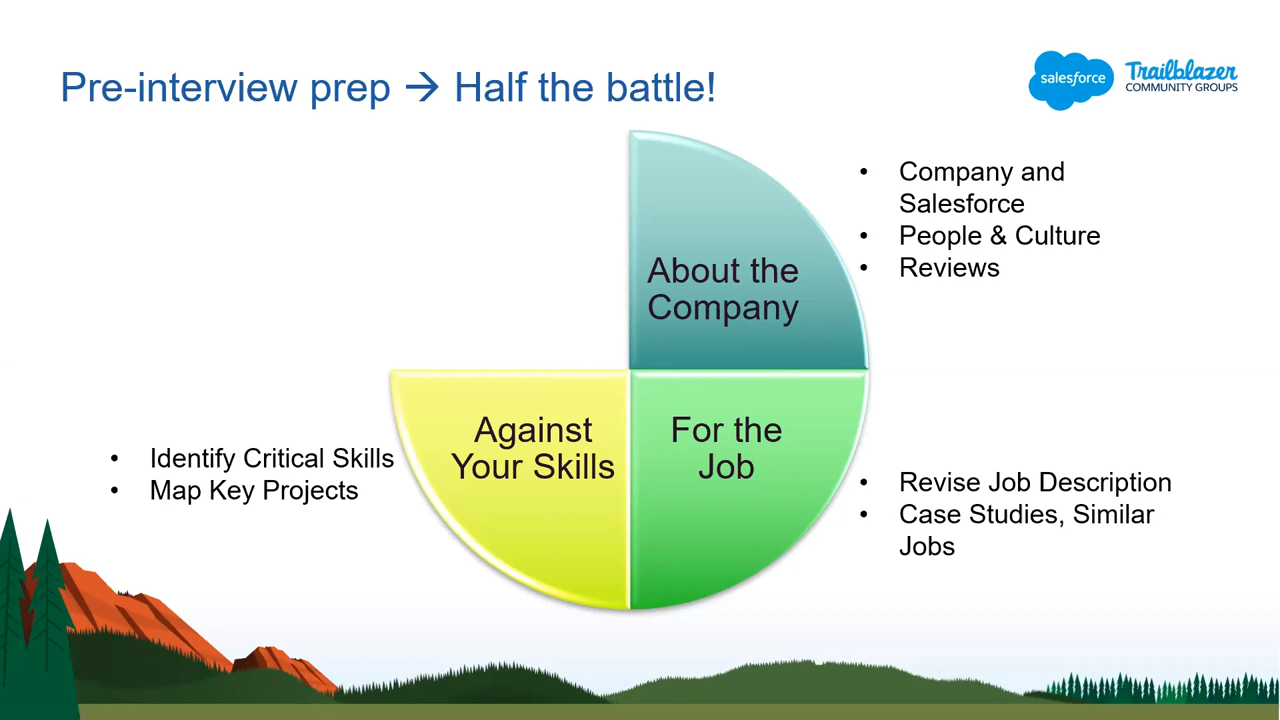 Pre-interview prep → Half the battle!
salesforce
Trailblazer
COMMUNITY GROUPS
• Company and
Salesforce
• People & Culture
• Reviews
About the
Company
Against
Your Skills
For the
Job
• Identify Critical Skills
• Map Key Projects
• Revise Job Description
• Case Studies, Similar
Jobs